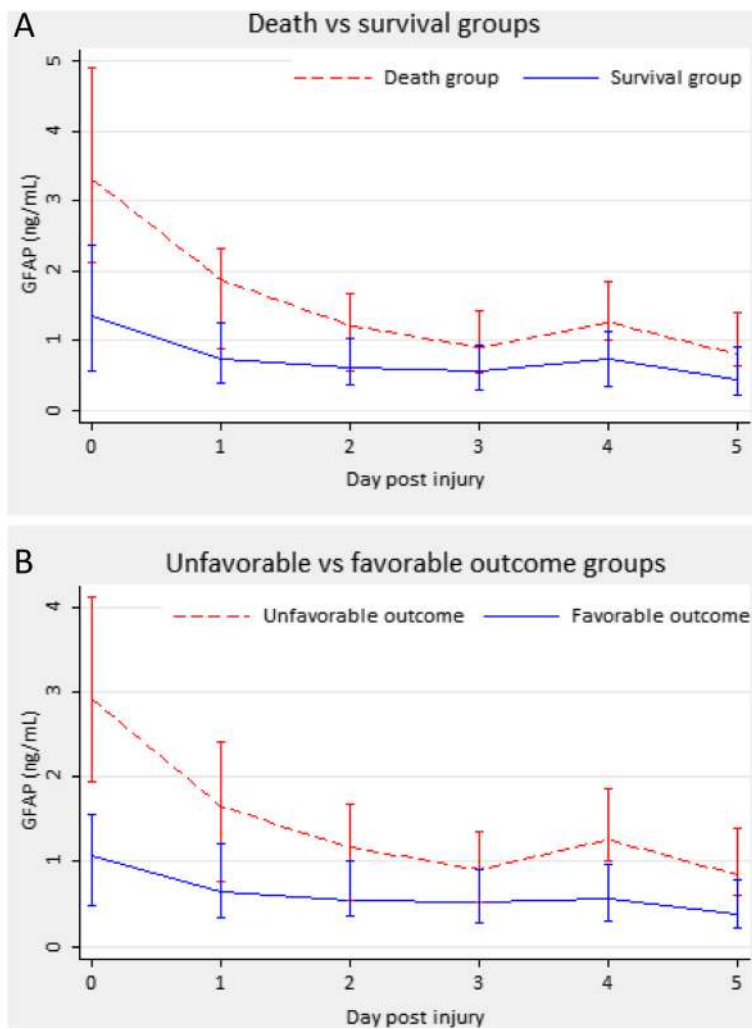 A
Death vs survival groups
Death group
Survival group
GFAP (ng/mL)
5
4
3
2
1
0
0 1 2 3 4 5
Day post injury
B
Unfavorable vs favorable outcome groups
Unfavorable outcome
Favorable outcome
GFAP (ng/mL)
4
3
2
1
0
0 1 2 3 4 5
Day post injury